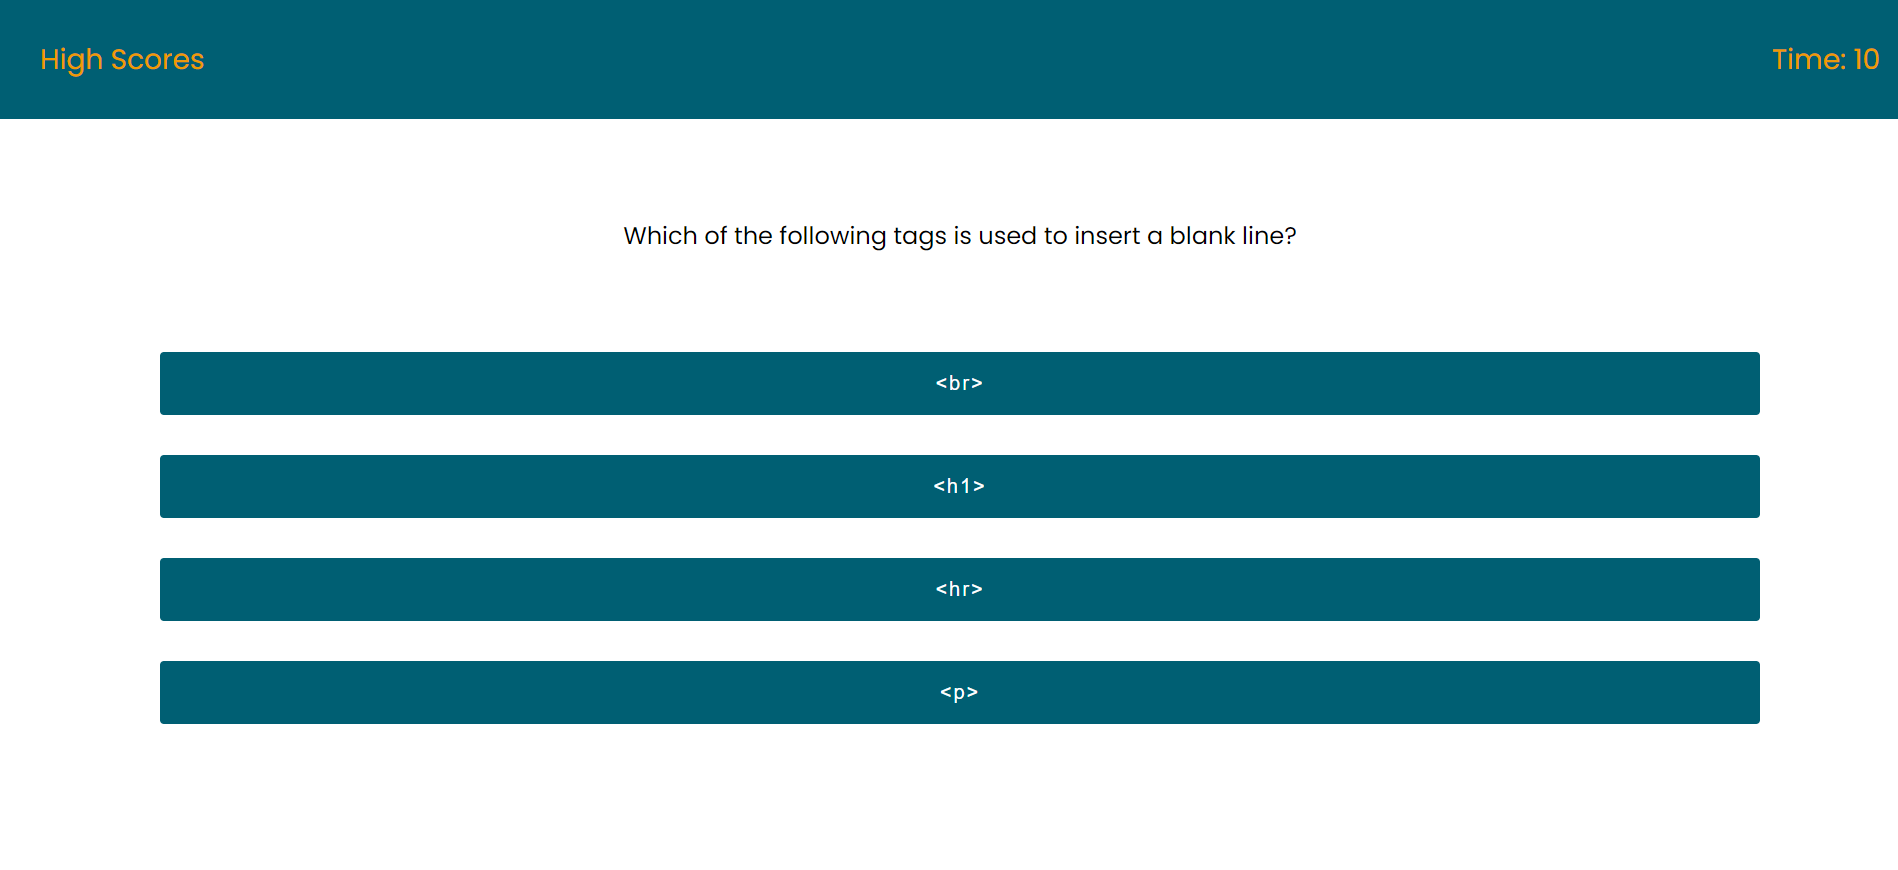 High Scores
Time: 10
Which of the following tags is used to insert a blank line?
<br>
<h1>
<hr>
<p>